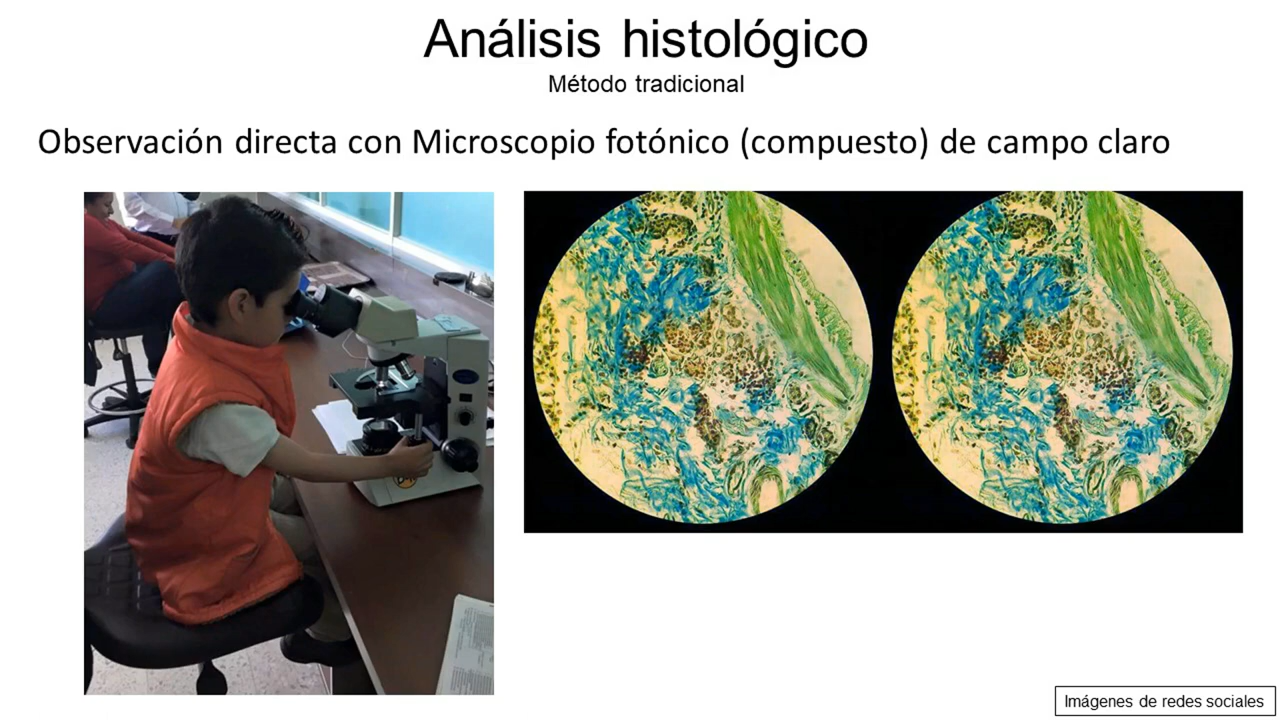 Análisis histológico
Método tradicional
Observación directa con Microscopio fotónico (compuesto) de campo claro
Imágenes de redes sociales